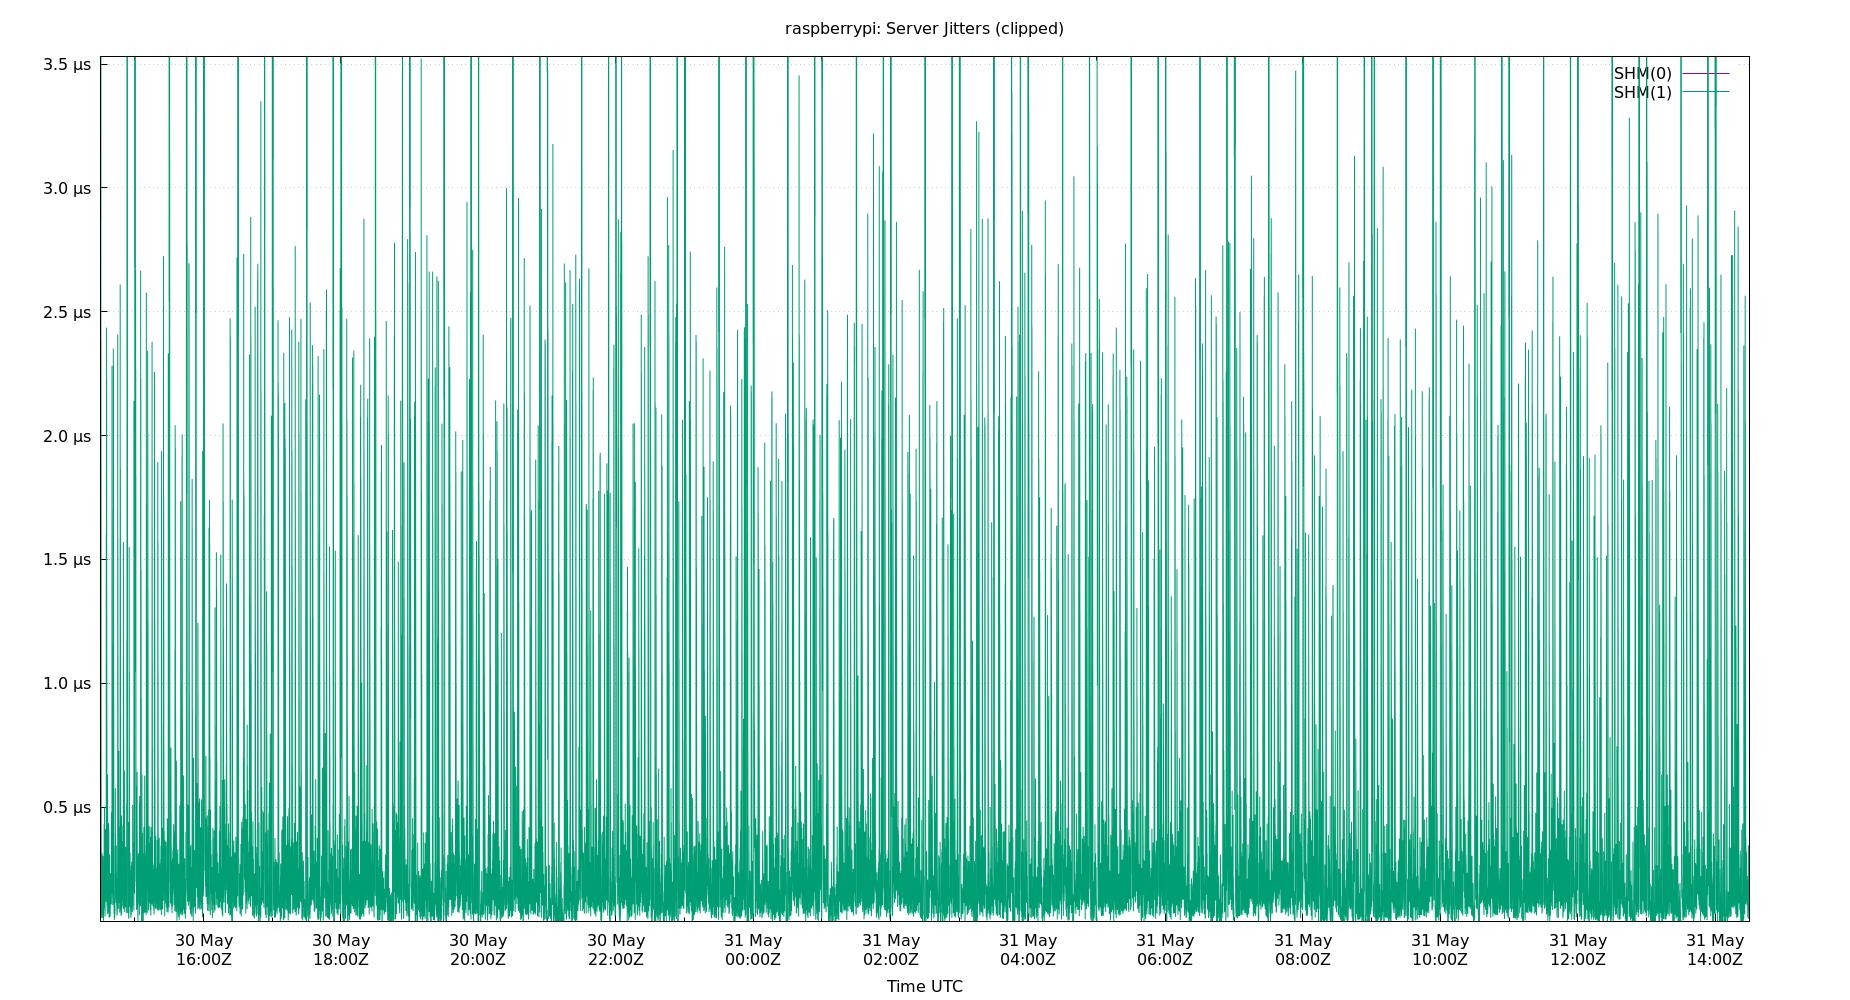 raspberrypi: Server Jitters (clipped)
3.5 μs
SHM(0)
SHM(1)
3.0 μs
2.5 μs
2.0 μs
1.5 μs
1.0 μs
0.5 μs
30 May 30 May 30 May 30 May 31 May 31 May 31 May 31 May 31 May 31 May 31 May 31 May
16:00Z 18:00Z 20:00Z 22:00Z 00:00Z 02:00Z 04:00Z 06:00Z 08:00Z 10:00Z 12:00Z 14:00Z
Time UTC